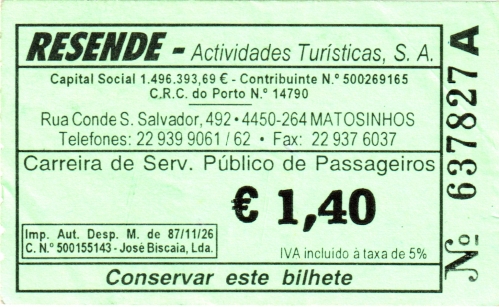 RESENDE - Actividades Turísticas, S. A.
Capital Social 1.496.393,69 € - Contribuinte N.º 500269165
C.R.C. do Porto N.º 14790
Rua Conde S. Salvador, 492 • 4450-264 MATOSINHOS
Telefones: 22 939 9061 / 62 • Fax: 22 937 6037
Carreira de Serv. Público de Passageiros
€ 1,40
Imp. Aut. Desp. M. de 87/11/26
C. N.º 500155143 - José Biscaia, Lda.
IVA incluído à taxa de 5%
Conservar este bilhete
Nº 637827 A